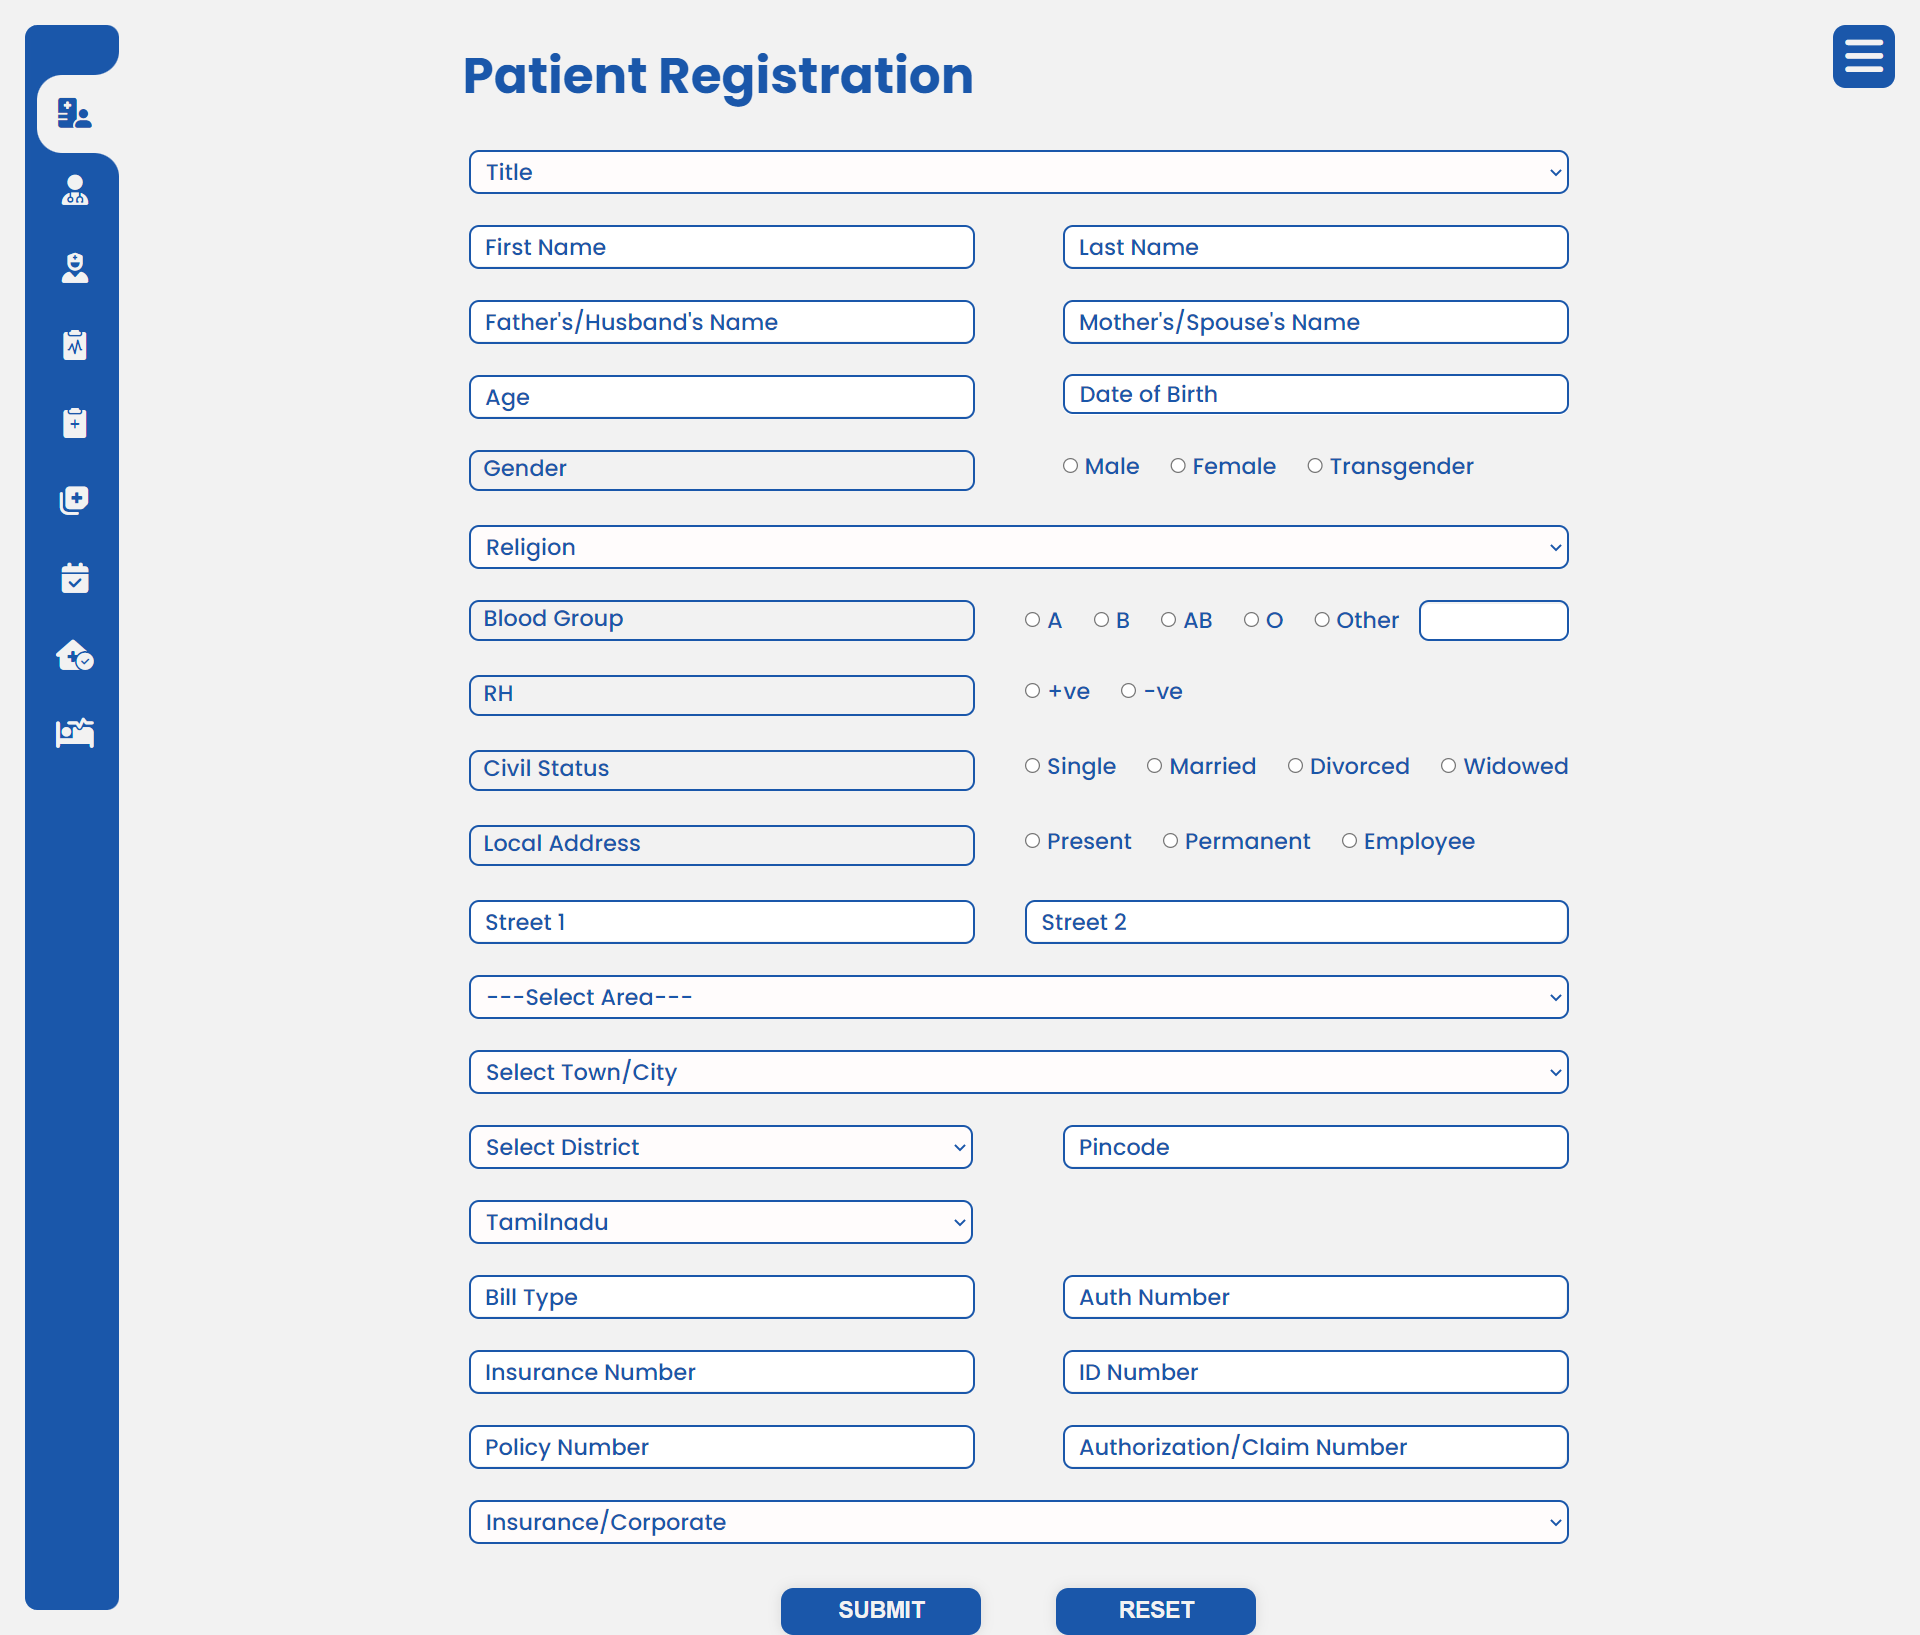 Patient Registration
Title
First Name
Last Name
Father's/Husband's Name
Mother's/Spouse's Name
Age
Date of Birth
Gender
Male Female Transgender
Religion
Blood Group
A B AB O Other
RH
+ve -ve
Civil Status
Single Married Divorced Widowed
Local Address
Present Permanent Employee
Street 1
Street 2
---Select Area---
Select Town/City
Select District
Pincode
Tamilnadu
Bill Type
Auth Number
Insurance Number
ID Number
Policy Number
Authorization/Claim Number
Insurance/Corporate
SUBMIT
RESET